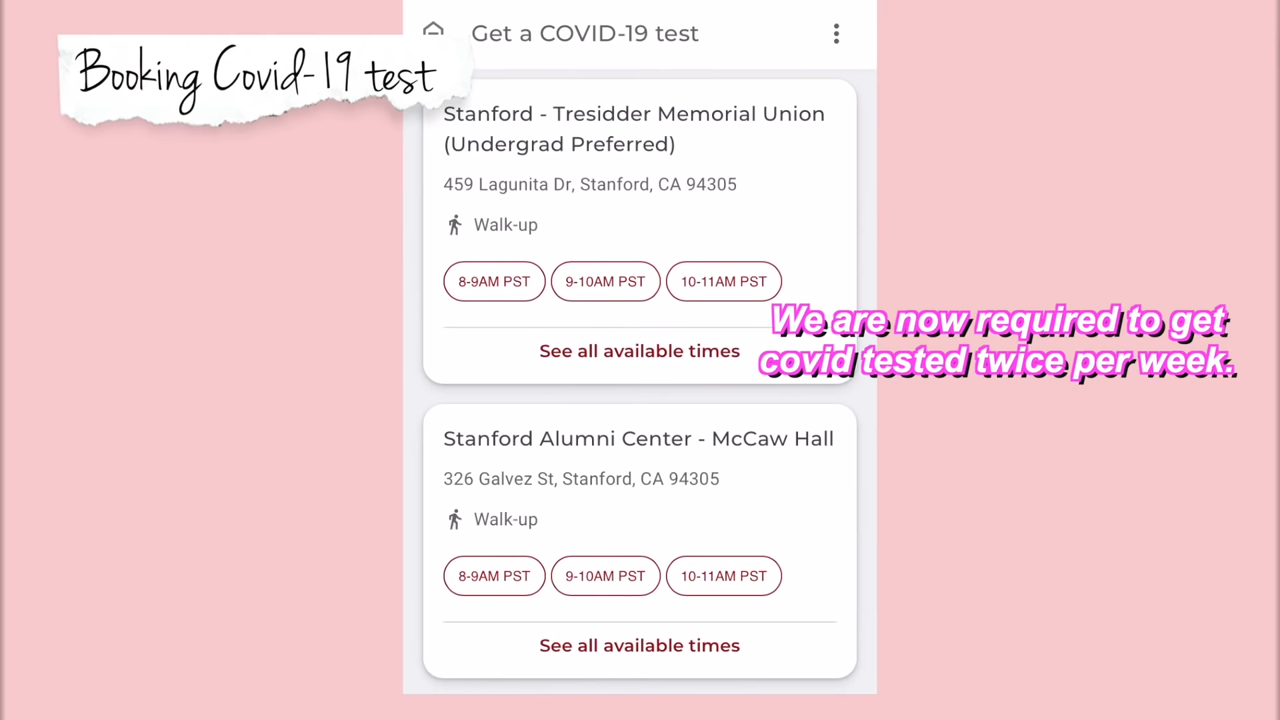 Booking Covid-19 test
Get a COVID-19 test
Stanford - Tresidder Memorial Union
(Undergrad Preferred)
459 Lagunita Dr, Stanford, CA 94305
Walk-up
8-9AM PST 9-10AM PST 10-11AM PST
See all available times
We are now required to get
covid tested twice per week.
Stanford Alumni Center - McCaw Hall
326 Galvez St, Stanford, CA 94305
Walk-up
8-9AM PST 9-10AM PST 10-11AM PST
See all available times